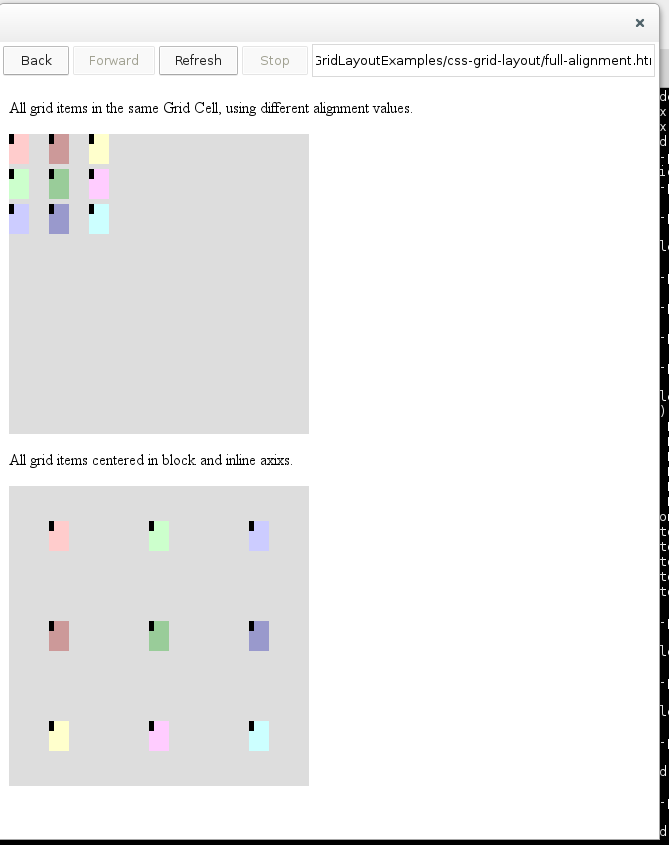 Back Forward Refresh Stop GridLayoutExamples/css-grid-layout/full-alignment.htm
All grid items in the same Grid Cell, using different alignment values.
All grid items centered in block and inline axixs.